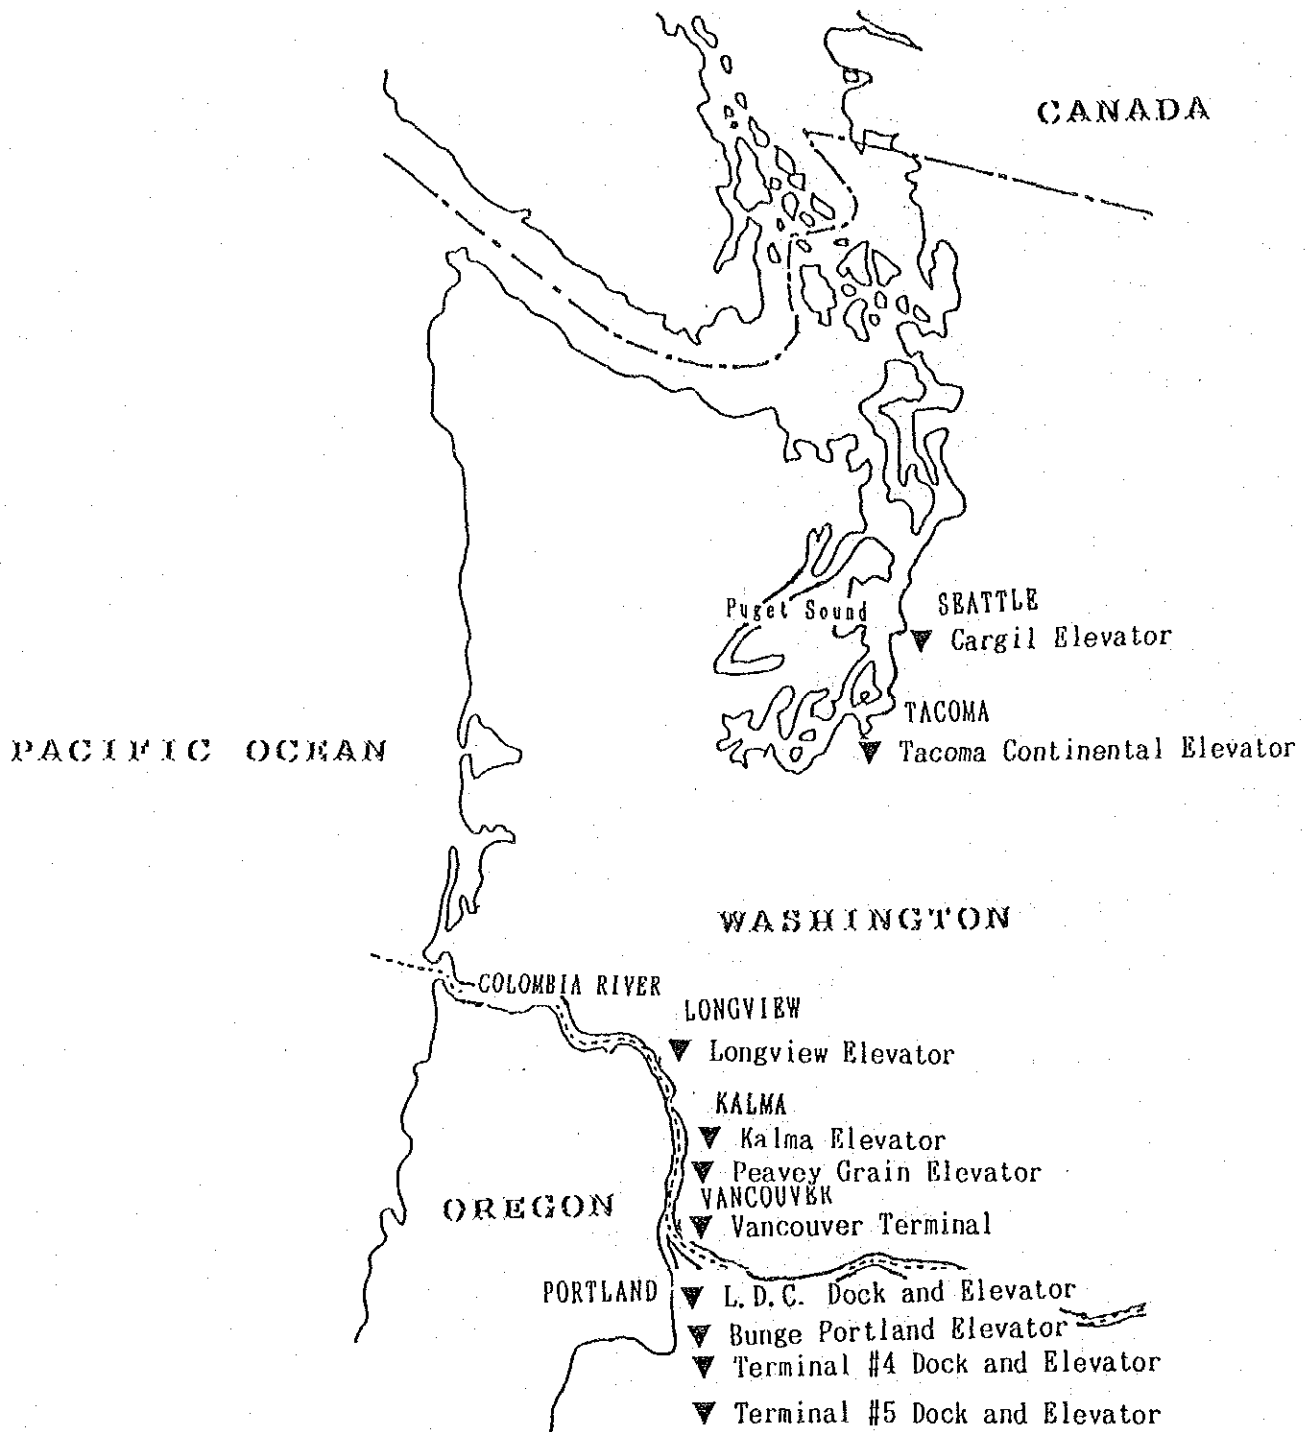 CANADA
Puget Sound
SEATTLE
Cargil Elevator
TACOMA
PACIFIC OCEAN
Tacoma Continental Elevator
WASHINGTON
COLOMBIA RIVER
LONGVIEW
Longview Elevator
KALMA
Kalma Elevator
Peavey Grain Elevator
VANCOUVER
OREGON
Vancouver Terminal
PORTLAND
L.D.C. Dock and Elevator
Bunge Portland Elevator
Terminal #4 Dock and Elevator
Terminal #5 Dock and Elevator